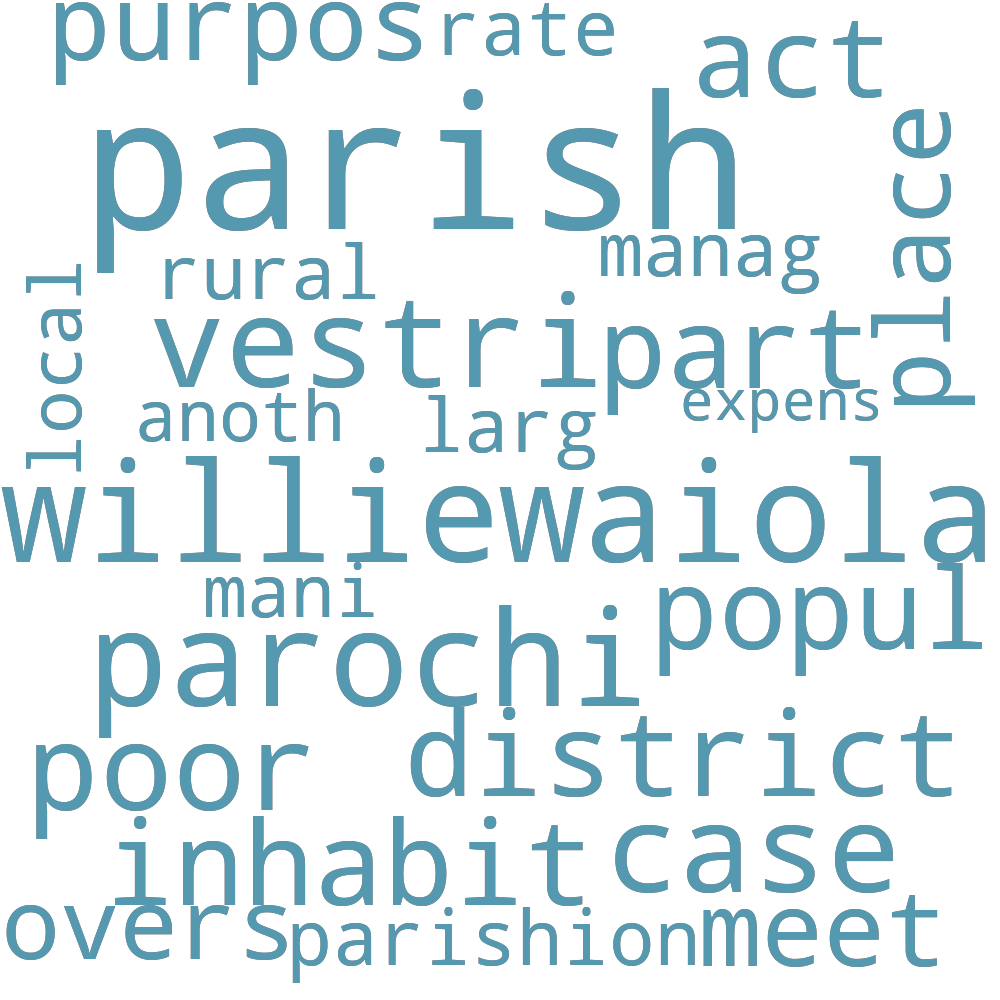 purpos rate
act
parish
place
manag
rural
local
vestri part
expens
anoth larg
williewaiola
mani
popul
parochi
district
poor
case
inhabit
overs parishion meet